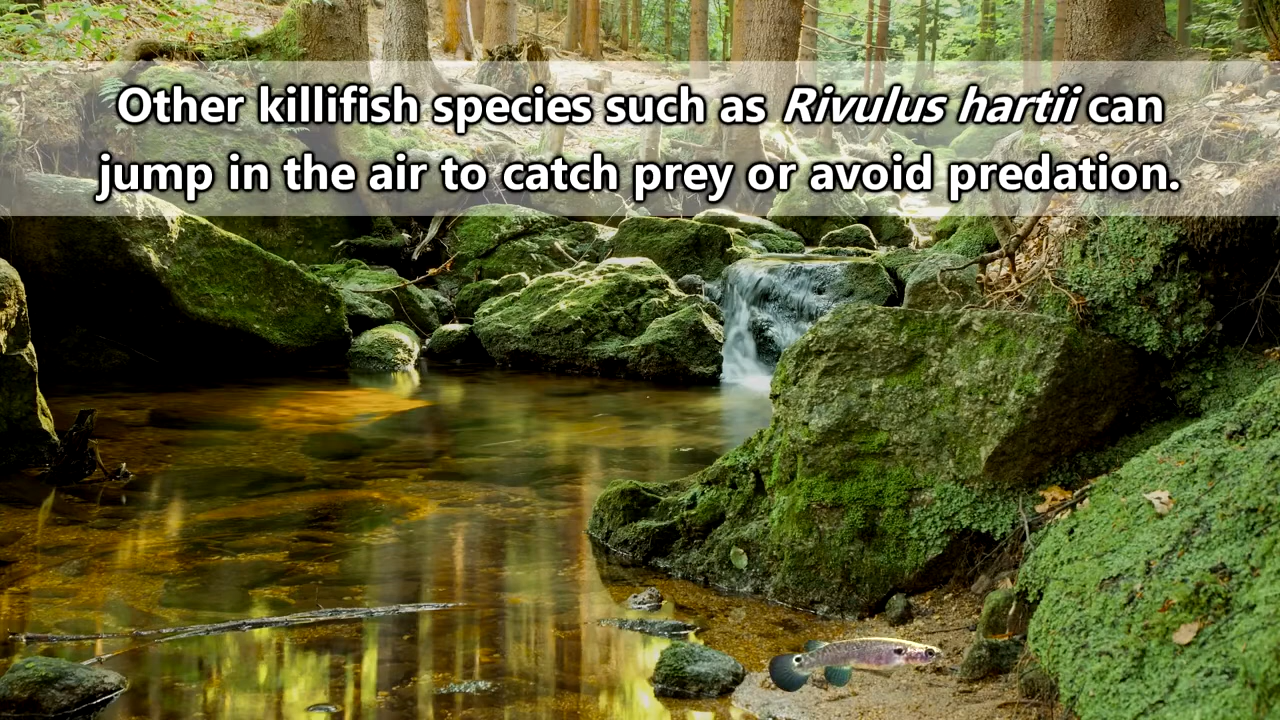 Other killifish species such as Rivulus hartii can
jump in the air to catch prey or avoid predation.